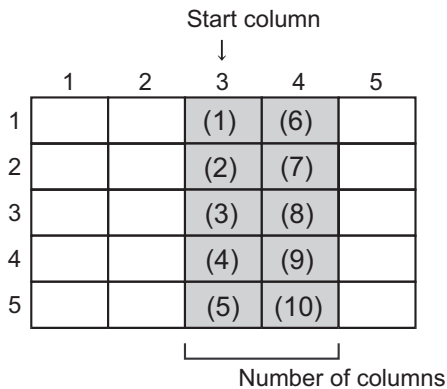 Start column
↓
1 2 3 4 5
1 (1) (6)
2 (2) (7)
3 (3) (8)
4 (4) (9)
5 (5) (10)
Number of columns